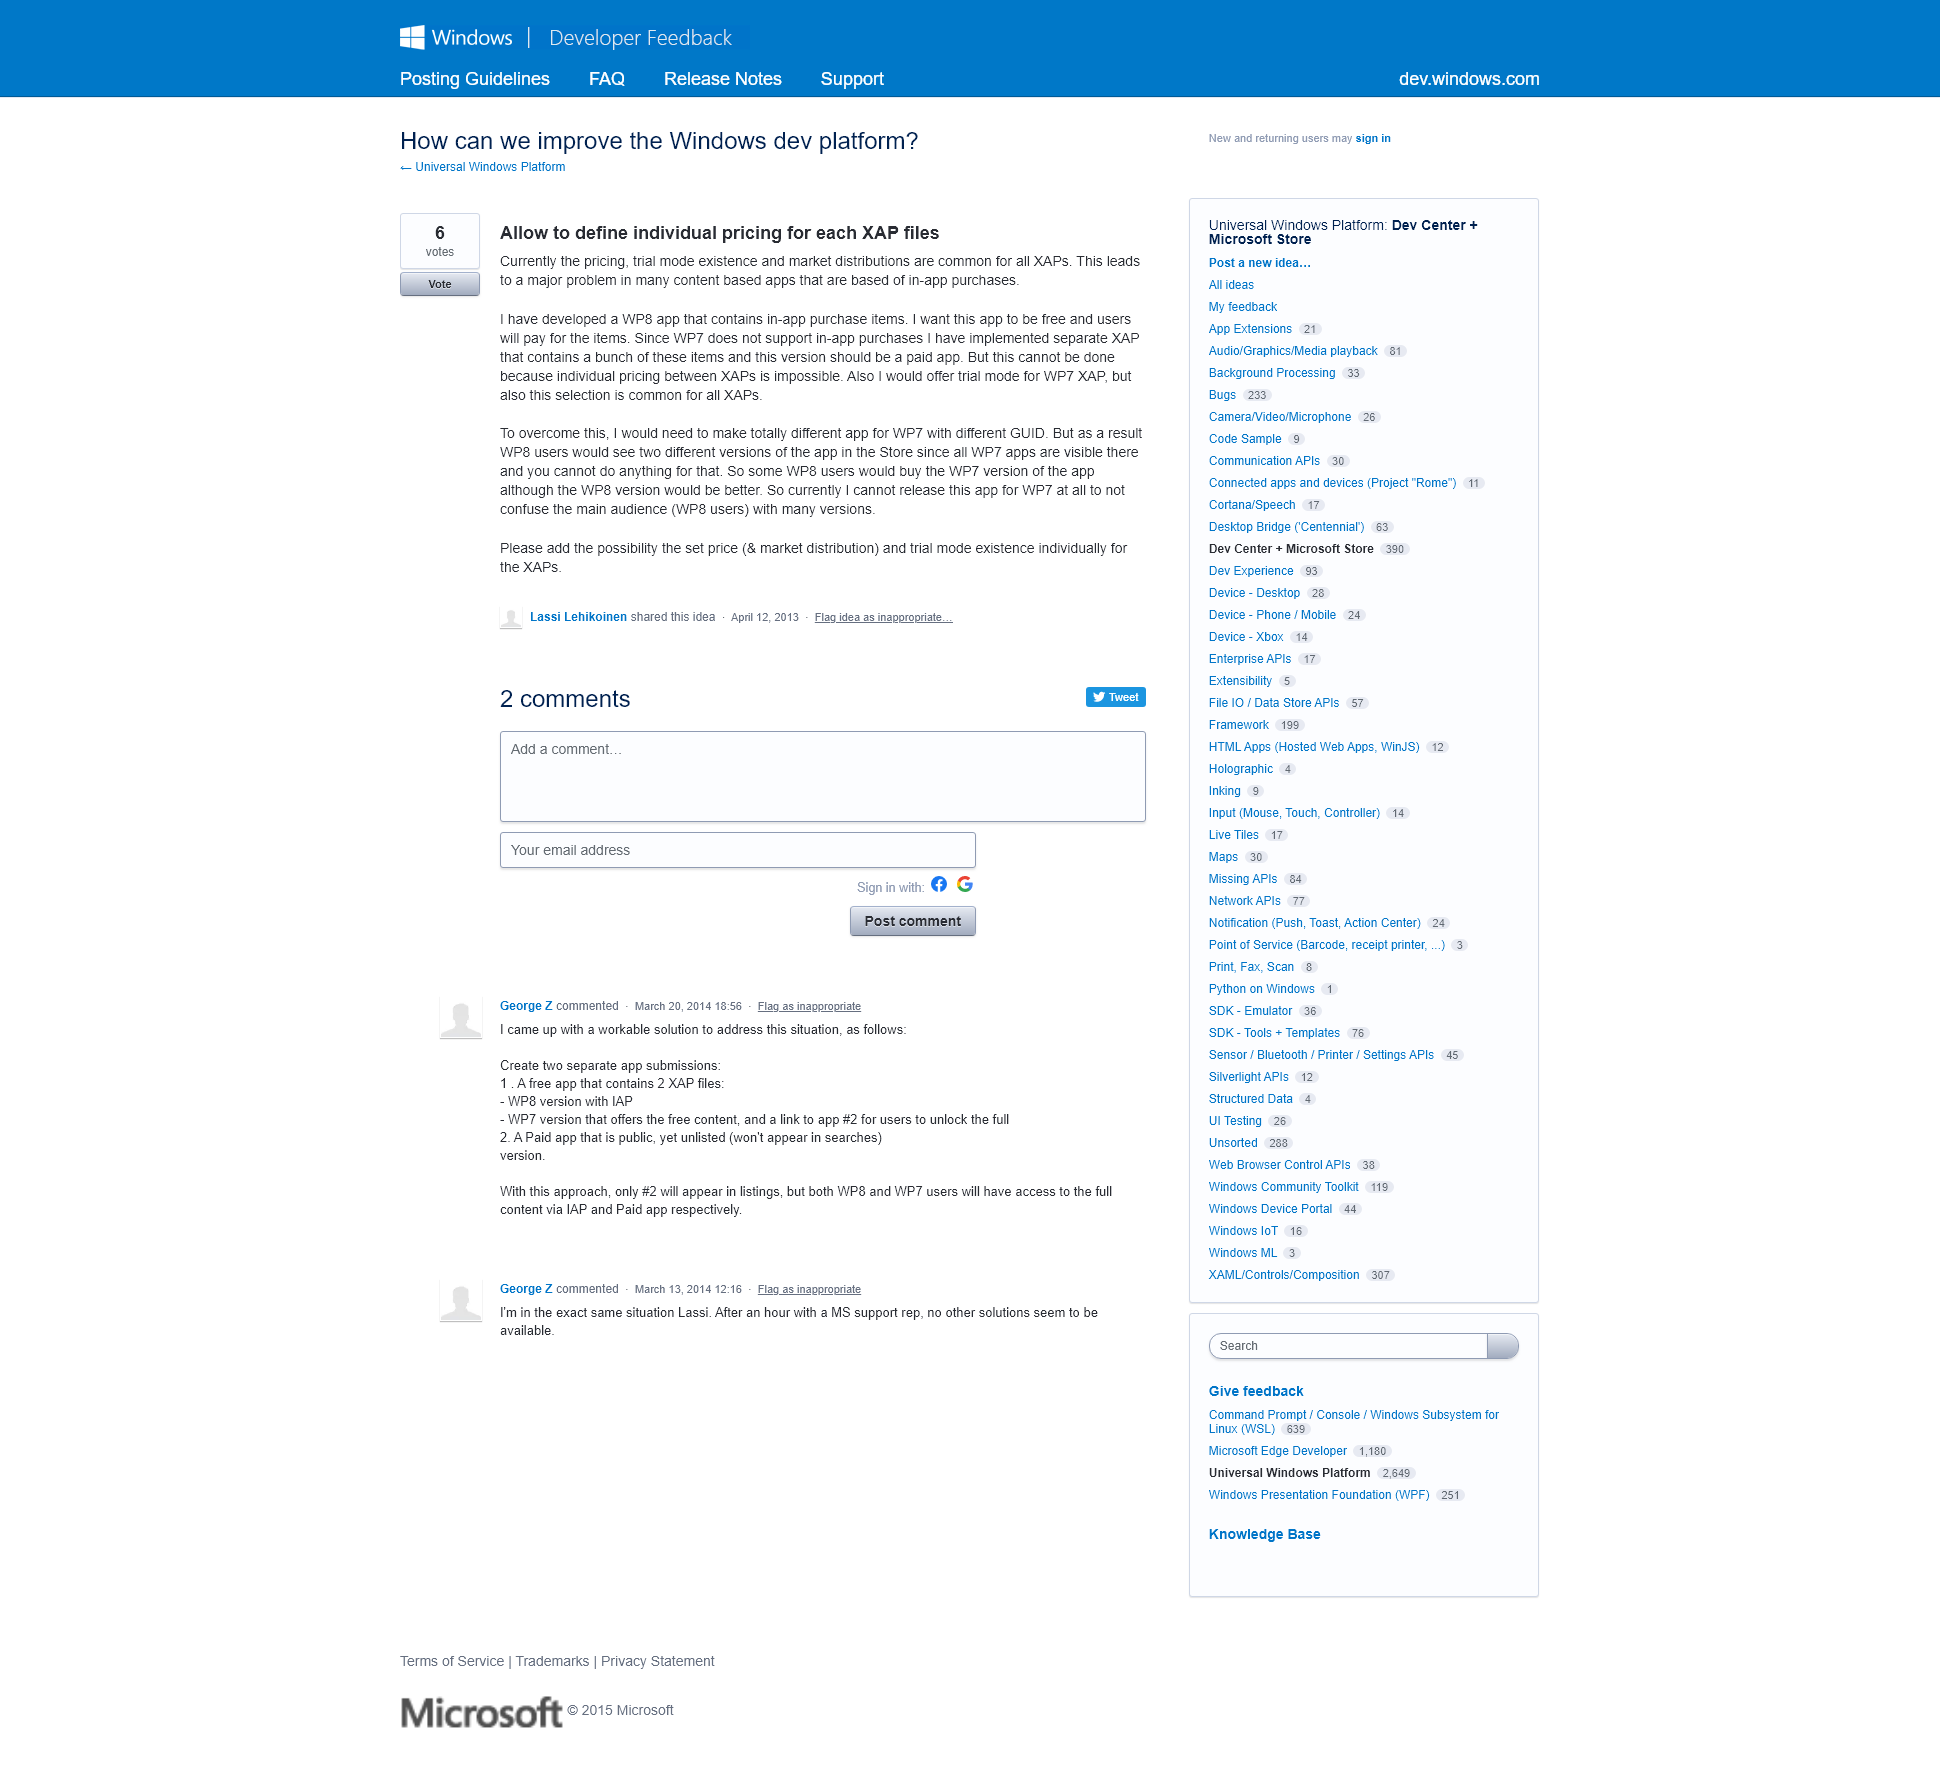 Windows | Developer Feedback
Posting Guidelines FAQ Release Notes Support dev.windows.com
How can we improve the Windows dev platform?
← Universal Windows Platform
New and returning users may sign in
6
votes
Vote
Allow to define individual pricing for each XAP files
Currently the pricing, trial mode existence and market distributions are common for all XAPs. This leads
to a major problem in many content based apps that are based of in-app purchases.
I have developed a WP8 app that contains in-app purchase items. I want this app to be free and users
will pay for the items. Since WP7 does not support in-app purchases I have implemented separate XAP
that contains a bunch of these items and this version should be a paid app. But this cannot be done
because individual pricing between XAPs is impossible. Also I would offer trial mode for WP7 XAP, but
also this selection is common for all XAPs.
To overcome this, I would need to make totally different app for WP7 with different GUID. But as a result
WP8 users would see two different versions of the app in the Store since all WP7 apps are visible there
and you cannot do anything for that. So some WP8 users would buy the WP7 version of the app
although the WP8 version would be better. So currently I cannot release this app for WP7 at all to not
confuse the main audience (WP8 users) with many versions.
Please add the possibility the set price (& market distribution) and trial mode existence individually for
the XAPs.
Lassi Lehikoinen shared this idea · April 12, 2013 · Flag idea as inappropriate…
2 comments
Tweet
Add a comment…
Your email address
Sign in with:
Post comment
George Z commented · March 20, 2014 18:56 · Flag as inappropriate
I came up with a workable solution to address this situation, as follows:
Create two separate app submissions:
1 . A free app that contains 2 XAP files:
- WP8 version with IAP
- WP7 version that offers the free content, and a link to app #2 for users to unlock the full
2. A Paid app that is public, yet unlisted (won't appear in searches)
version.
With this approach, only #2 will appear in listings, but both WP8 and WP7 users will have access to the full
content via IAP and Paid app respectively.
George Z commented · March 13, 2014 12:16 · Flag as inappropriate
I'm in the exact same situation Lassi. After an hour with a MS support rep, no other solutions seem to be
available.
Universal Windows Platform: Dev Center +
Microsoft Store
Post a new idea…
All ideas
My feedback
App Extensions 21
Audio/Graphics/Media playback 81
Background Processing 33
Bugs 233
Camera/Video/Microphone 26
Code Sample 9
Communication APIs 30
Connected apps and devices (Project "Rome") 11
Cortana/Speech 17
Desktop Bridge ('Centennial') 63
Dev Center + Microsoft Store 390
Dev Experience 93
Device - Desktop 28
Device - Phone / Mobile 24
Device - Xbox 14
Enterprise APIs 17
Extensibility 5
File IO / Data Store APIs 57
Framework 199
HTML Apps (Hosted Web Apps, WinJS) 12
Holographic 4
Inking 9
Input (Mouse, Touch, Controller) 14
Live Tiles 17
Maps 30
Missing APIs 84
Network APIs 77
Notification (Push, Toast, Action Center) 24
Point of Service (Barcode, receipt printer, ...) 3
Print, Fax, Scan 8
Python on Windows 1
SDK - Emulator 36
SDK - Tools + Templates 76
Sensor / Bluetooth / Printer / Settings APIs 45
Silverlight APIs 12
Structured Data 4
UI Testing 26
Unsorted 288
Web Browser Control APIs 38
Windows Community Toolkit 119
Windows Device Portal 44
Windows IoT 16
Windows ML 3
XAML/Controls/Composition 307
Search
Give feedback
Command Prompt / Console / Windows Subsystem for
Linux (WSL) 639
Microsoft Edge Developer 1,180
Universal Windows Platform 2,649
Windows Presentation Foundation (WPF) 251
Knowledge Base
Terms of Service | Trademarks | Privacy Statement
Microsoft © 2015 Microsoft